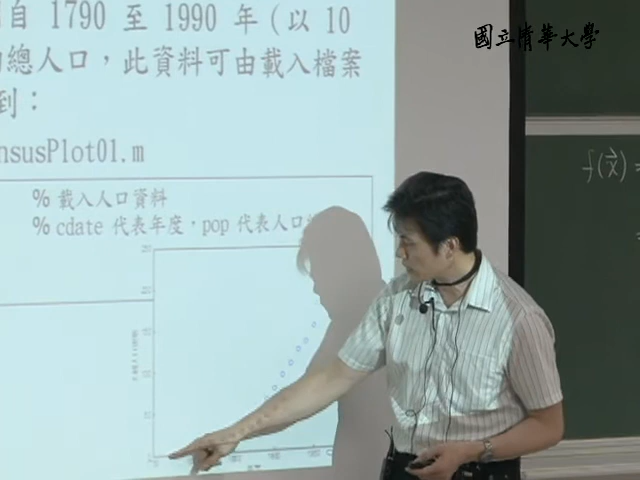 國立清華大學
自 1790 至 1990 年 (以 10
總人口，此資料可由載入檔案
到：
nsusPlot01.m
% 載入人口資料
% cdate 代表年度，pop 代表人口
f(x⃗) =